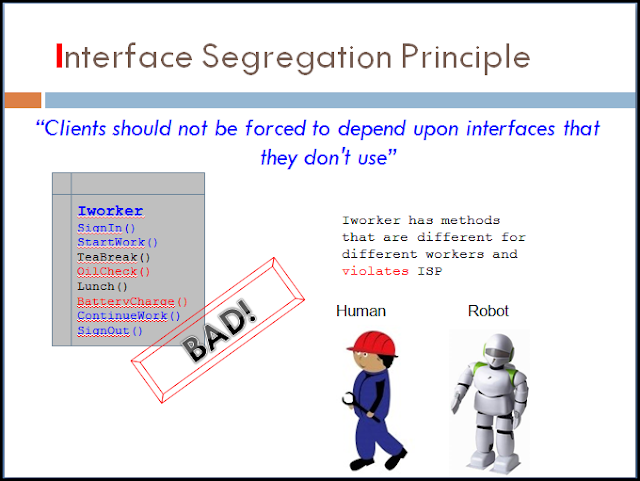 Interface Segregation Principle
“Clients should not be forced to depend upon interfaces that
they don't use”
Iworker
SignIn()
StartWork()
TeaBreak()
OilCheck()
Lunch()
BatteryCharge()
ContinueWork()
SignOut()
BAD!
Iworker has methods
that are different for
different workers and
violates ISP
Human
Robot